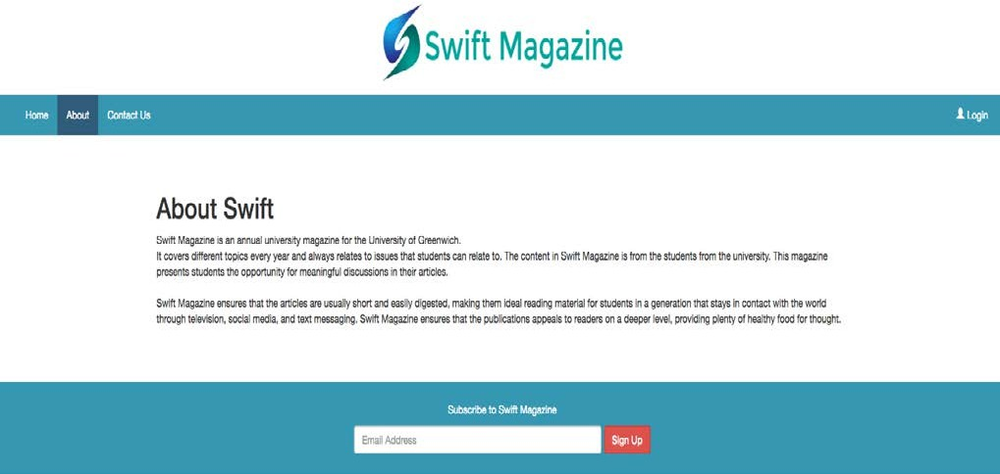 Swift Magazine
Home About Contact Us Login
About Swift
Swift Magazine is an annual university magazine for the University of Greenwich.
It covers different topics every year and always relates to issues that students can relate to. The content in Swift Magazine is from the students from the university. This magazine
presents students the opportunity for meaningful discussions in their articles.
Swift Magazine ensures that the articles are usually short and easily digested, making them ideal reading material for students in a generation that stays in contact with the world
through television, social media, and text messaging. Swift Magazine ensures that the publications appeals to readers on a deeper level, providing plenty of healthy food for thought.
Subscribe to Swift Magazine
Email Address Sign Up